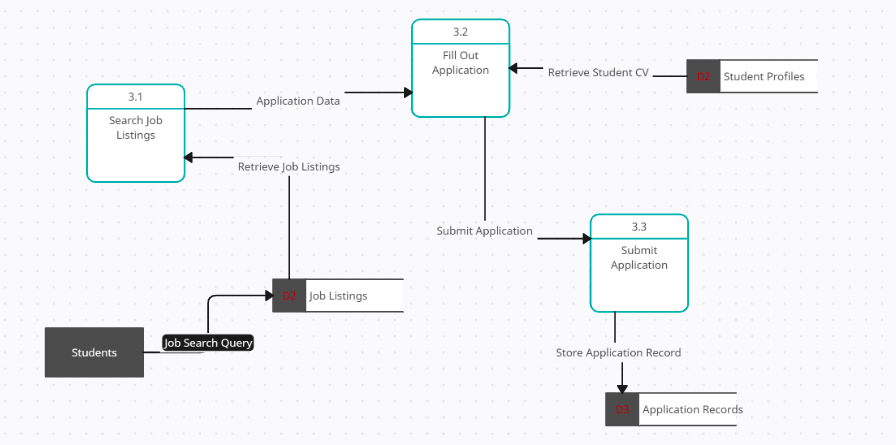 3.2
Fill Out
Application
Retrieve Student CV
D2
Student Profiles
3.1
Search Job
Listings
Application Data
Retrieve Job Listings
3.3
Submit
Application
Submit Application
D2
Job Listings
Job Search Query
Students
Store Application Record
D3
Application Records